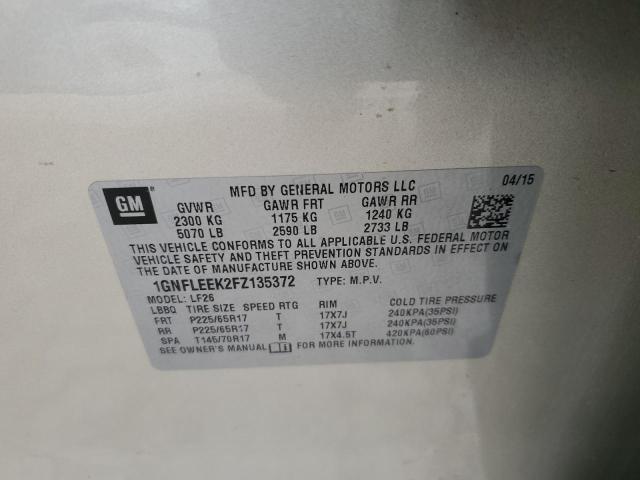 MFD BY GENERAL MOTORS LLC 04/15
GM GVWR GAWR FRT GAWR RR
2300 KG 1175 KG 1240 KG
5070 LB 2590 LB 2733 LB
THIS VEHICLE CONFORMS TO ALL APPLICABLE U.S. FEDERAL MOTOR
VEHICLE SAFETY AND THEFT PREVENTION STANDARDS IN EFFECT ON
THE DATE OF MANUFACTURE SHOWN ABOVE.
1GNFLEEK2FZ135372 TYPE: M.P.V.
MODEL: LF26
LBBQ TIRE SIZE SPEED RTG RIM COLD TIRE PRESSURE
FRT P225/65R17 T 17X7J 240KPA(35PSI)
RR P225/65R17 T 17X7J 240KPA(35PSI)
SPA T145/70R17 M 17X4.5T 420KPA(60PSI)
SEE OWNER'S MANUAL FOR MORE INFORMATION.